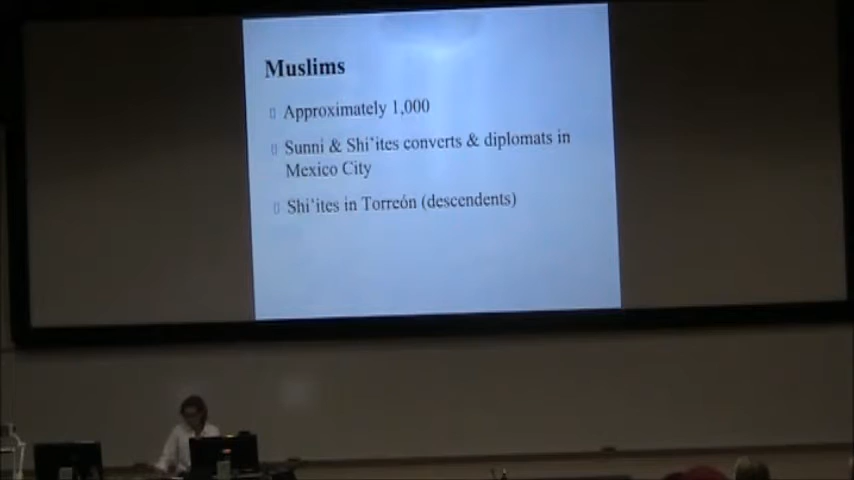 Muslims
Approximately 1,000
Sunni & Shi'ites converts & diplomats in
Mexico City
Shi'ites in Torreón (descendents)